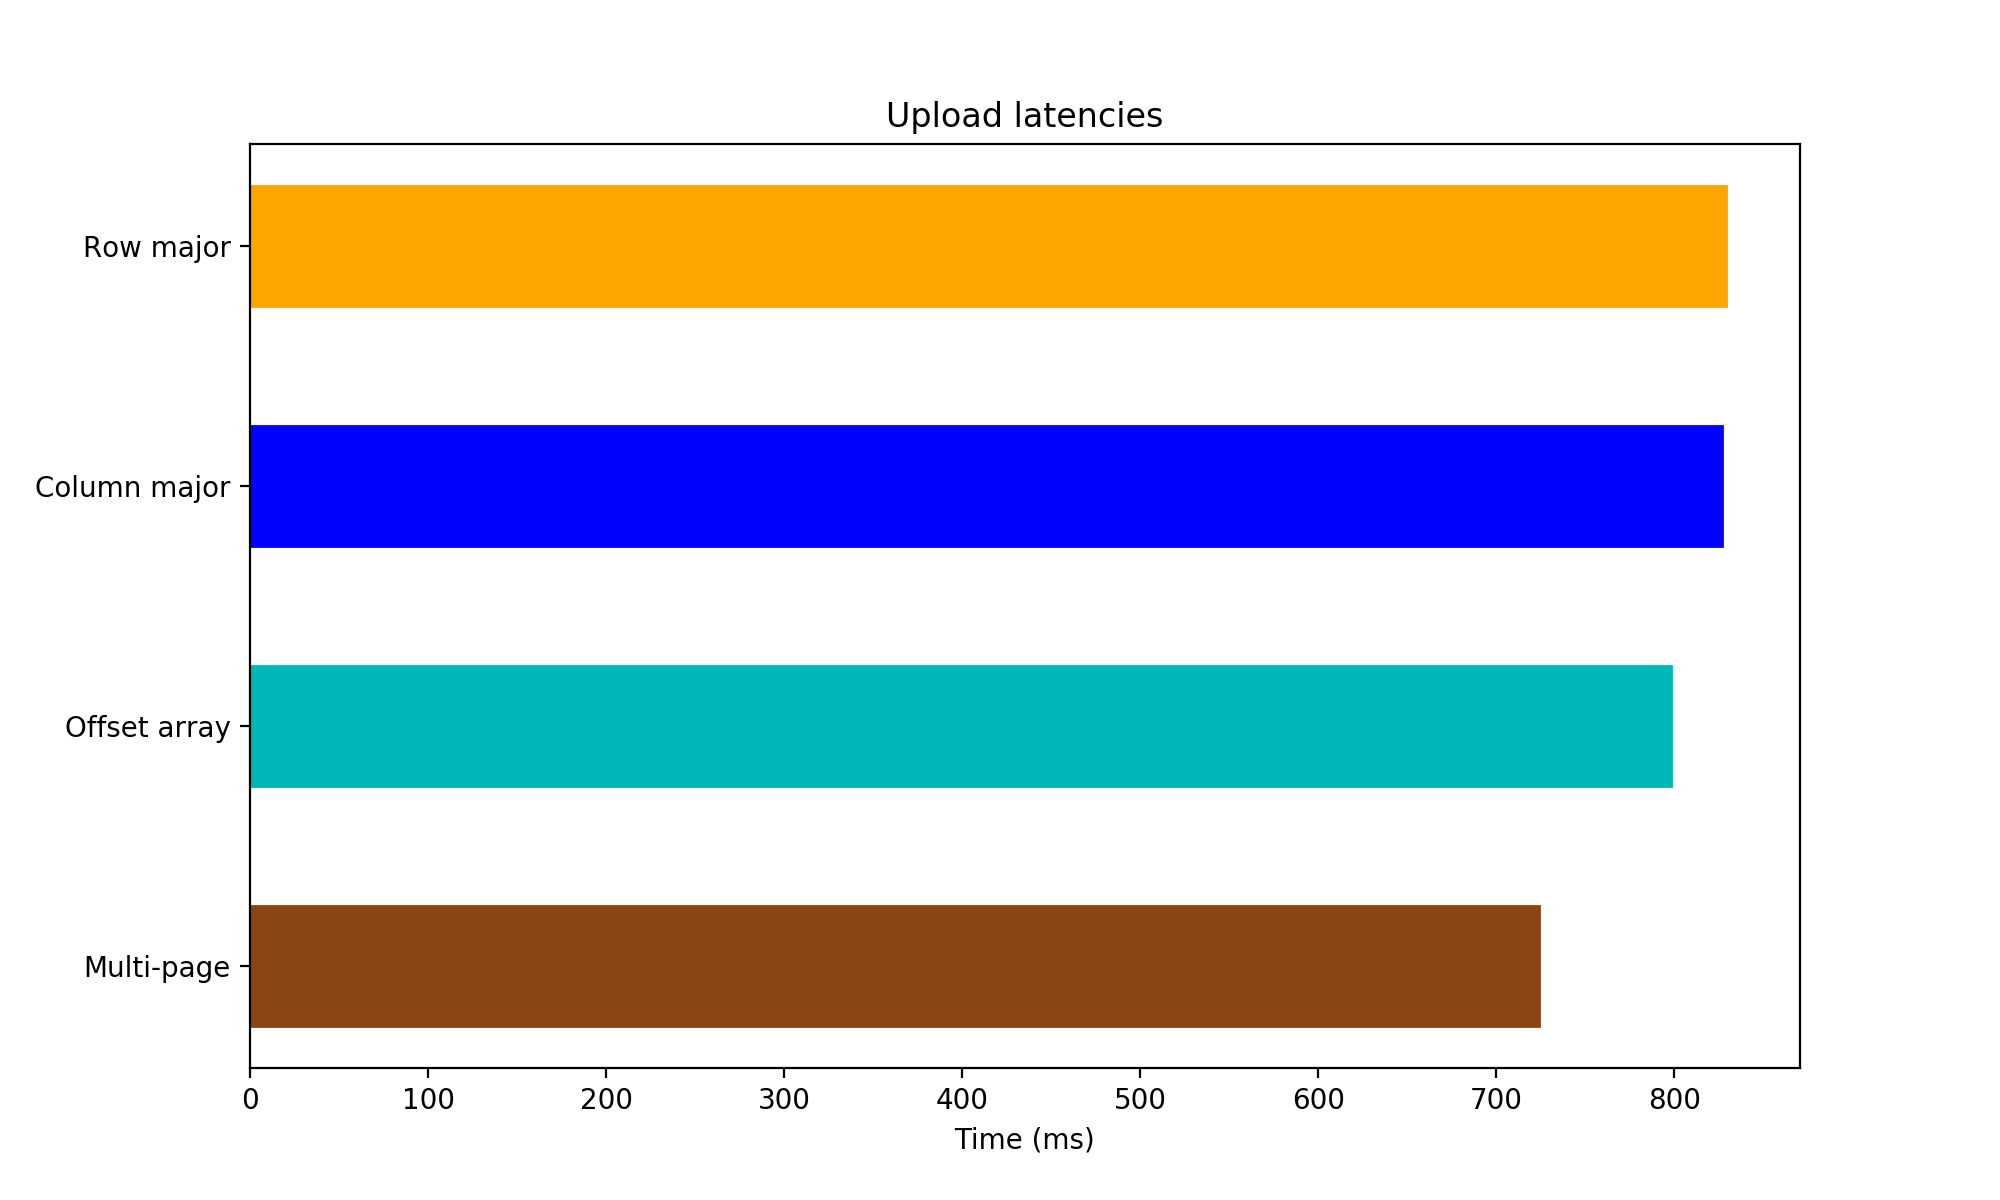 Upload latencies
Row major
Column major
Offset array
Multi-page
0 100 200 300 400 500 600 700 800
Time (ms)